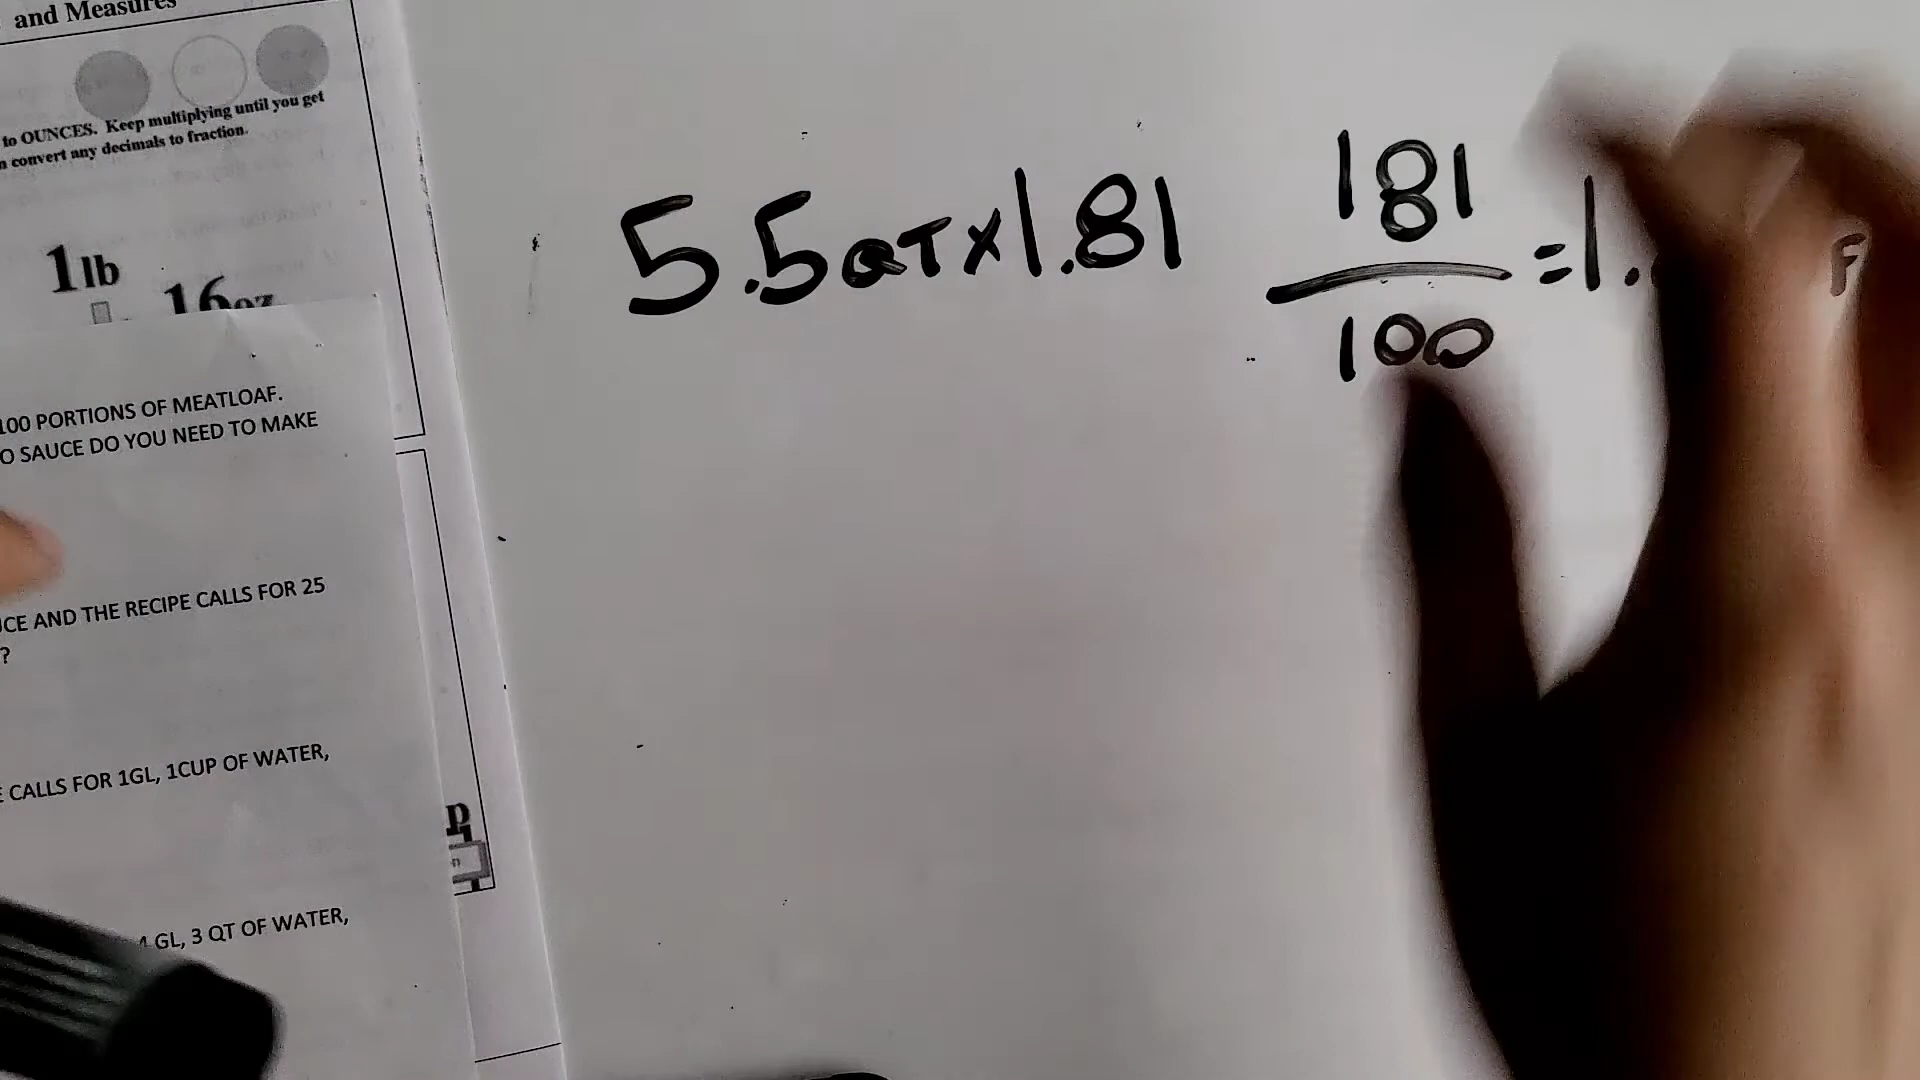 and Measures
to OUNCES. Keep multiplying until you get
convert any decimals to fraction.
1lb
16oz
100 PORTIONS OF MEATLOAF.
O SAUCE DO YOU NEED TO MAKE
CE AND THE RECIPE CALLS FOR 25
?
CALLS FOR 1GL, 1CUP OF WATER,
GL, 3 QT OF WATER,
p
5.5QTX1.81
181
100
=1.
F